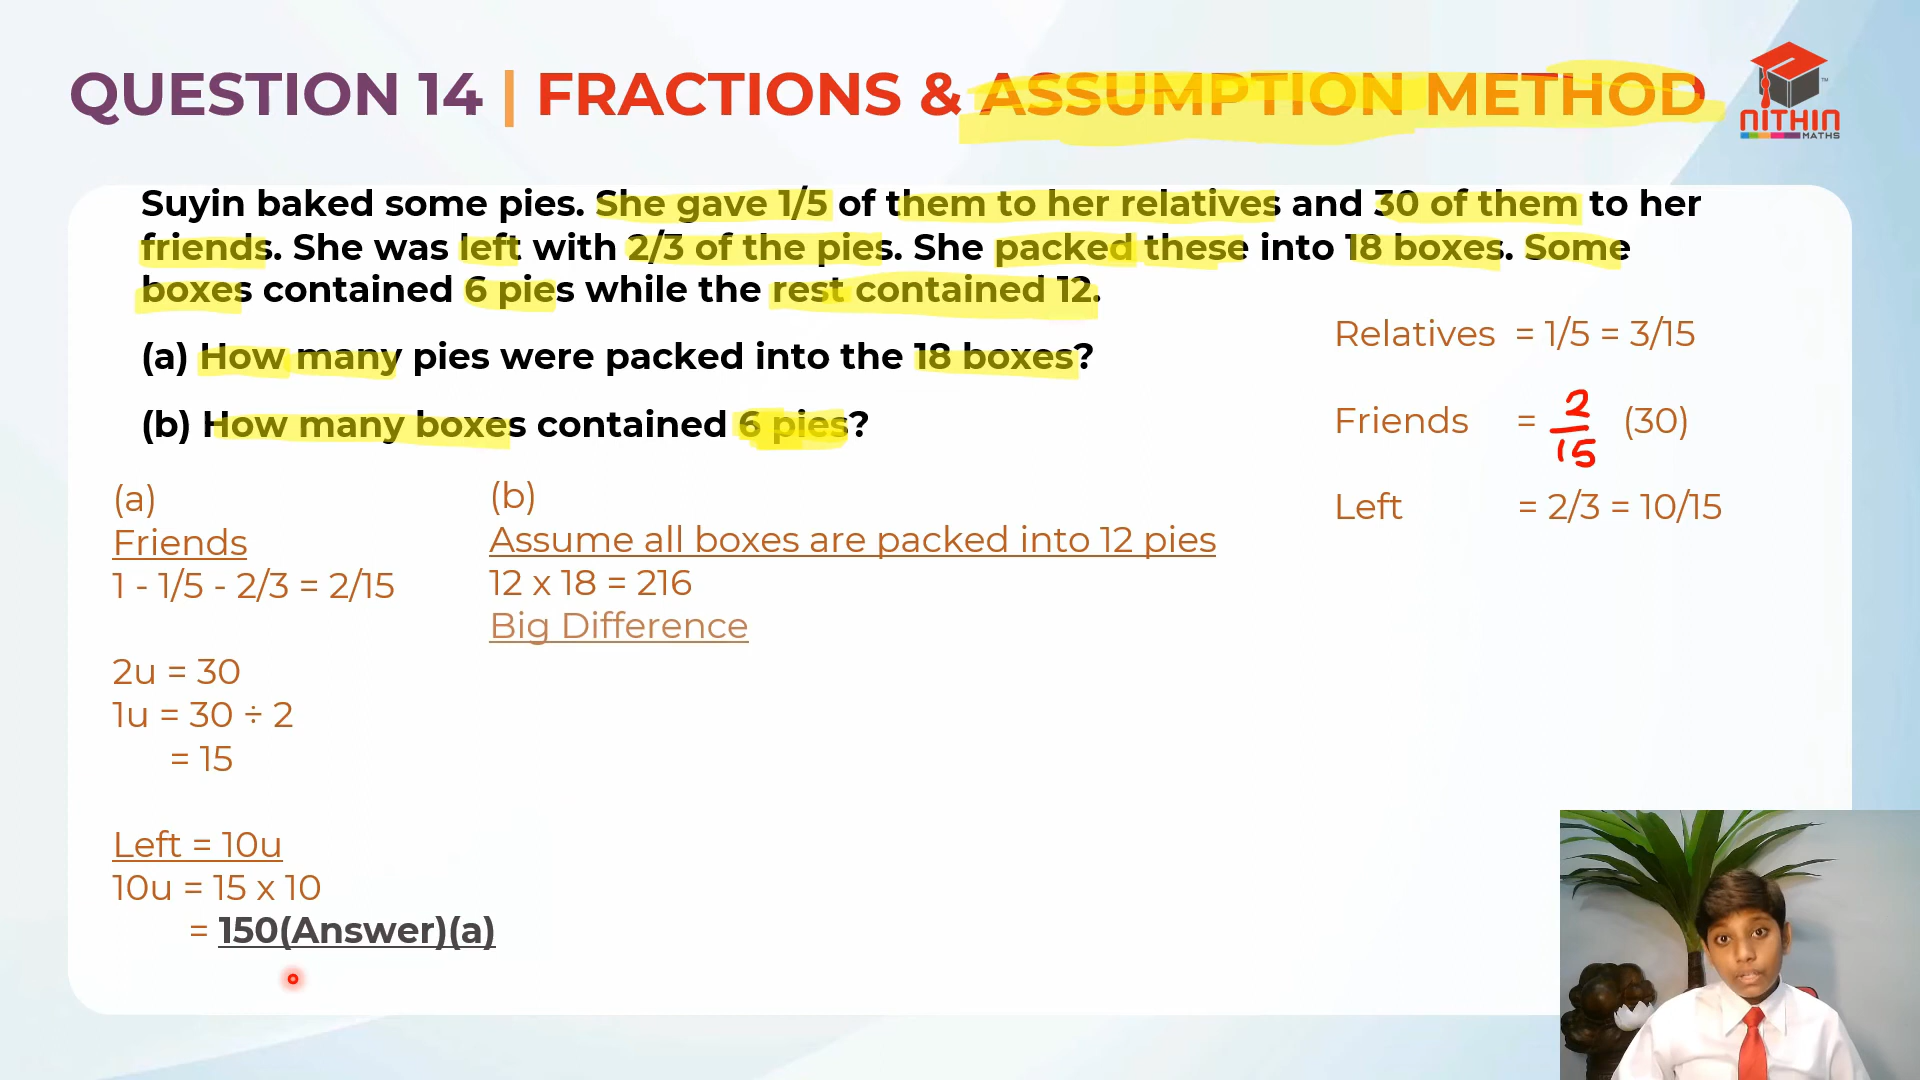 QUESTION 14 | FRACTIONS & ASSUMPTION METHOD
NITHIN
MATHS
TM
Suyin baked some pies. She gave 1/5 of them to her relatives and 30 of them to her
friends. She was left with 2/3 of the pies. She packed these into 18 boxes. Some
boxes contained 6 pies while the rest contained 12.
(a) How many pies were packed into the 18 boxes?
(b) How many boxes contained 6 pies?
Relatives = 1/5 = 3/15
Friends = 2/15 (30)
Left = 2/3 = 10/15
(a)
Friends
1 - 1/5 - 2/3 = 2/15
2u = 30
1u = 30 ÷ 2
= 15
Left = 10u
10u = 15 x 10
= 150(Answer)(a)
(b)
Assume all boxes are packed into 12 pies
12 x 18 = 216
Big Difference